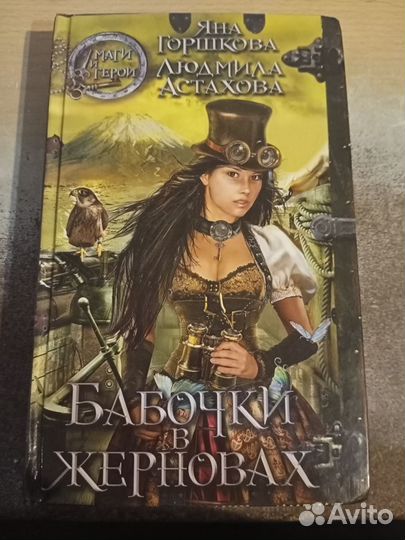 МАГИ
И
ГЕРОИ
ЯНА
ГОРШКОВА
ЛЮДМИЛА
АСТАХОВА
БАБОЧКИ
В
ЖЕРНОВАХ
Avito